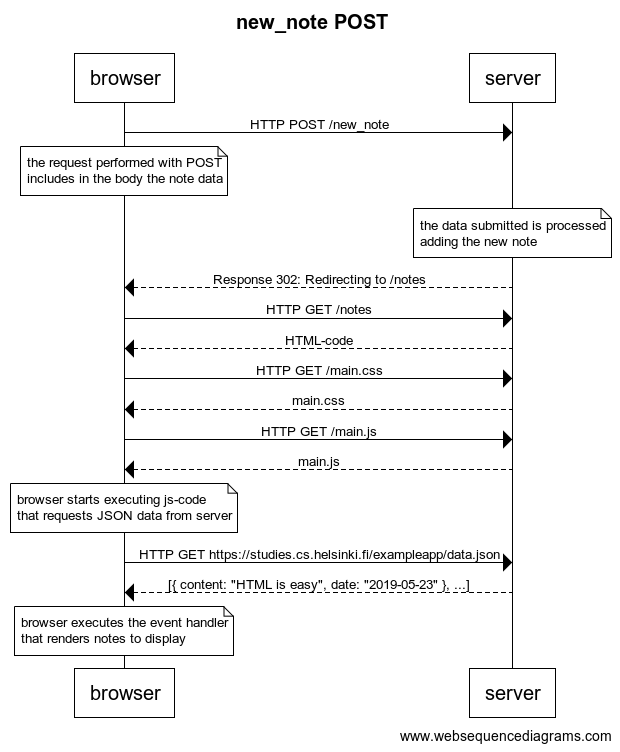 new_note POST
browser
server
HTTP POST /new_note
the request performed with POST
includes in the body the note data
the data submitted is processed
adding the new note
Response 302: Redirecting to /notes
HTTP GET /notes
HTML-code
HTTP GET /main.css
main.css
HTTP GET /main.js
main.js
browser starts executing js-code
that requests JSON data from server
HTTP GET https://studies.cs.helsinki.fi/exampleapp/data.json
[{ content: "HTML is easy", date: "2019-05-23" }, ...]
browser executes the event handler
that renders notes to display
browser
server
www.websequencediagrams.com